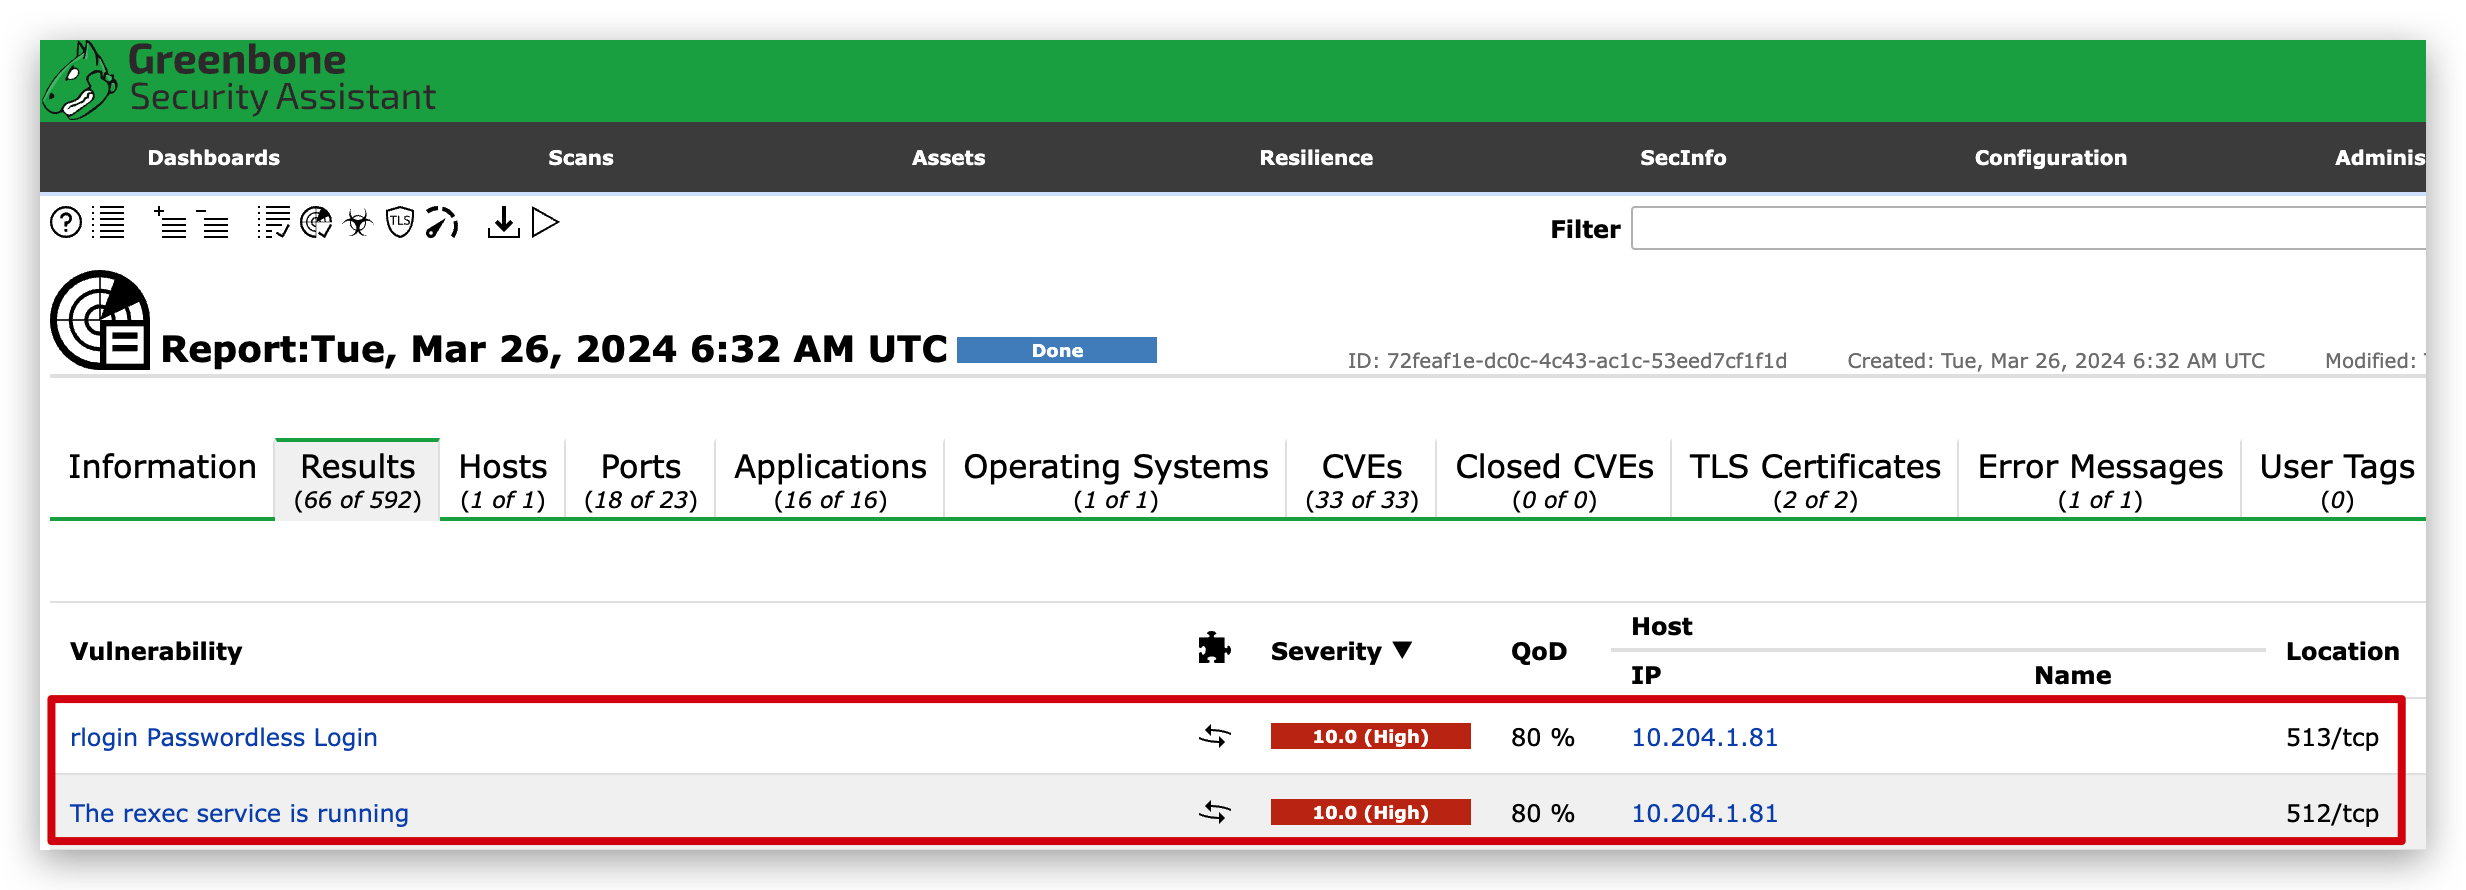 Greenbone
Security Assistant
Dashboards Scans Assets Resilience SecInfo Configuration Adminis
TLS
Filter
Report:Tue, Mar 26, 2024 6:32 AM UTC Done ID: 72feaf1e-dc0c-4c43-ac1c-53eed7cf1f1d Created: Tue, Mar 26, 2024 6:32 AM UTC Modified:
Information Results Hosts Ports Applications Operating Systems CVEs Closed CVEs TLS Certificates Error Messages User Tags
(66 of 592) (1 of 1) (18 of 23) (16 of 16) (1 of 1) (33 of 33) (0 of 0) (2 of 2) (1 of 1) (0)
Vulnerability Severity ▼ QoD Host Location
IP Name
rlogin Passwordless Login 10.0 (High) 80 % 10.204.1.81 513/tcp
The rexec service is running 10.0 (High) 80 % 10.204.1.81 512/tcp